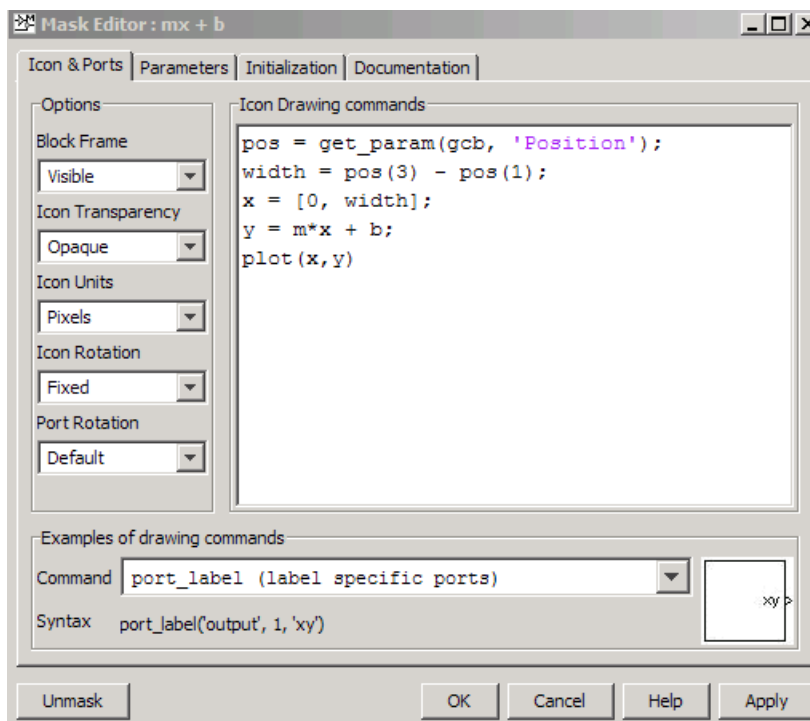 Mask Editor : mx + b
Icon & Ports Parameters Initialization Documentation
Options
Block Frame
Visible
Icon Transparency
Opaque
Icon Units
Pixels
Icon Rotation
Fixed
Port Rotation
Default
Icon Drawing commands
pos = get_param(gcb, 'Position');
width = pos(3) - pos(1);
x = [0, width];
y = m*x + b;
plot(x,y)
Examples of drawing commands
Command port_label (label specific ports)
Syntax port_label('output', 1, 'xy')
xy
Unmask OK Cancel Help Apply